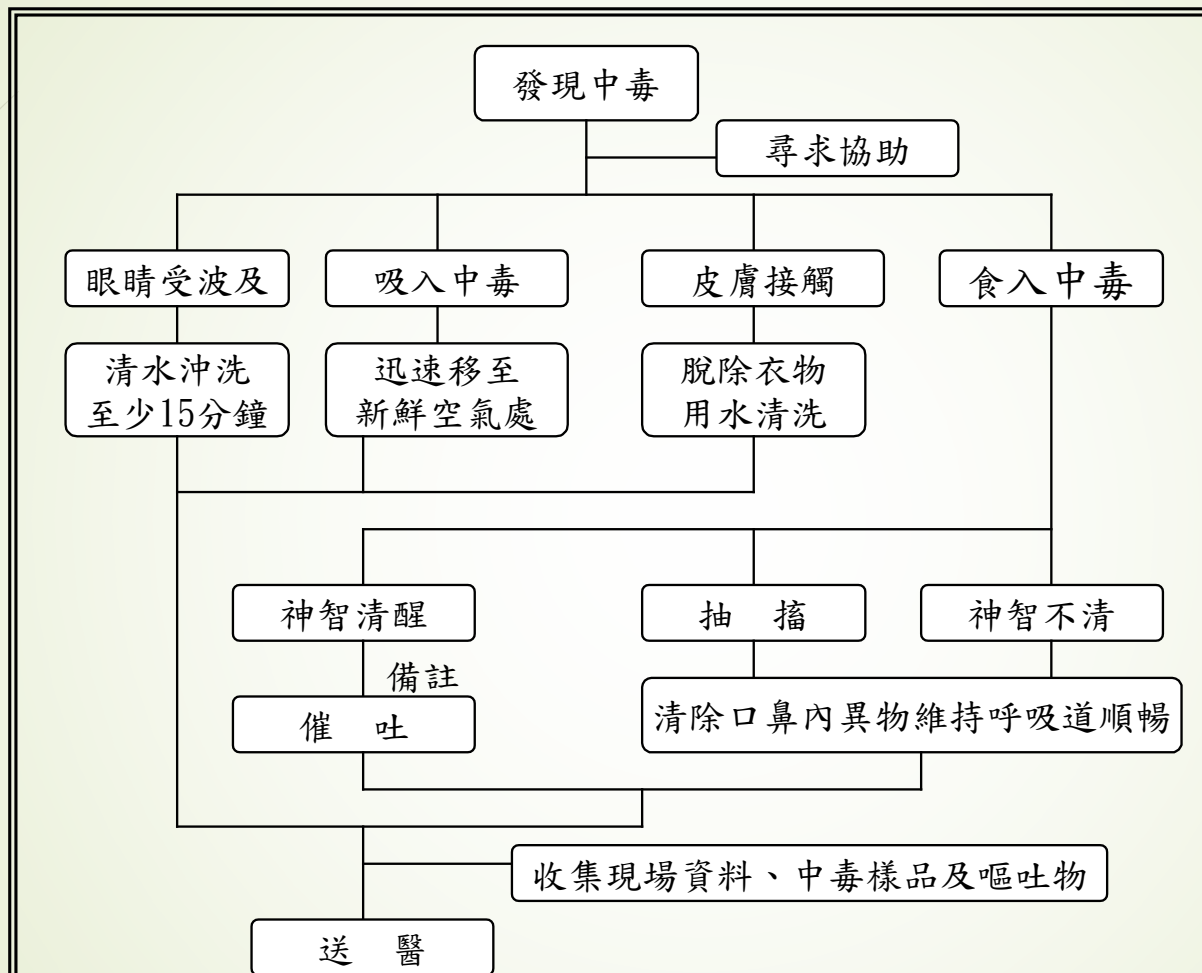 發現中毒
尋求協助
眼睛受波及
吸入中毒
皮膚接觸
食入中毒
清水沖洗
至少15分鐘
迅速移至
新鮮空氣處
脫除衣物
用水清洗
神智清醒
抽 搐
神智不清
備註
催 吐
清除口鼻內異物維持呼吸道順暢
收集現場資料、中毒樣品及嘔吐物
送 醫